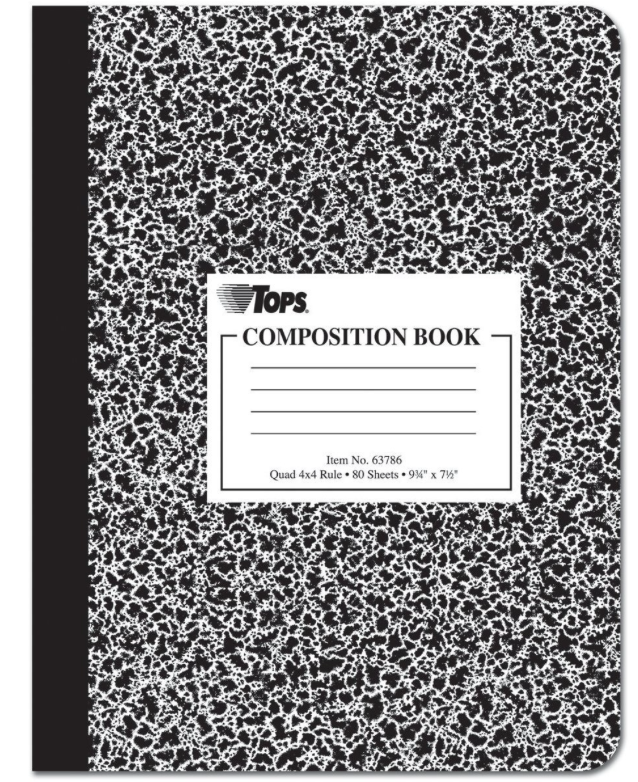 TOPS®
COMPOSITION BOOK
Item No. 63786
Quad 4x4 Rule • 80 Sheets • 9¾" x 7½"